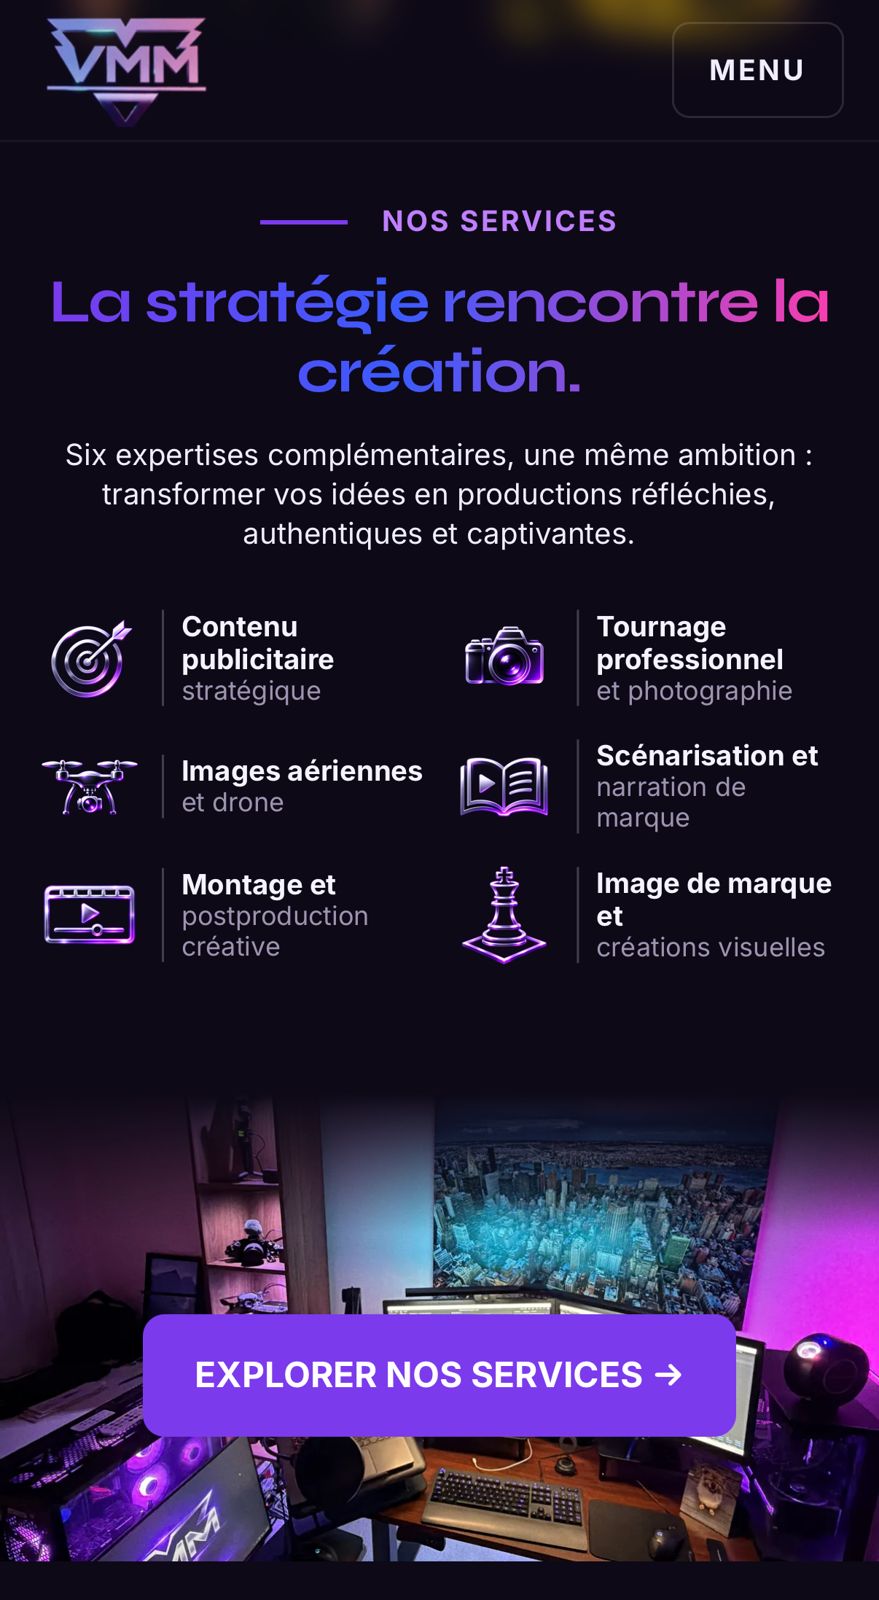 VMM
MENU
NOS SERVICES
La stratégie rencontre la
création.
Six expertises complémentaires, une même ambition :
transformer vos idées en productions réfléchies,
authentiques et captivantes.
Contenu
publicitaire
stratégique
Tournage
professionnel
et photographie
Images aériennes
et drone
Scénarisation et
narration de
marque
Montage et
postproduction
créative
Image de marque
et
créations visuelles
EXPLORER NOS SERVICES →